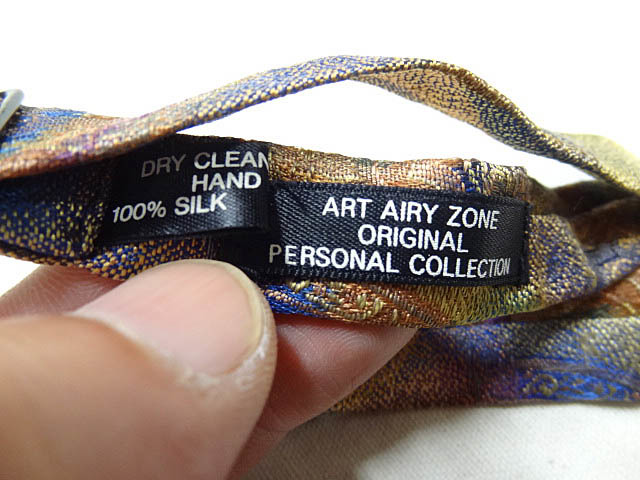 DRY CLEAN
HAND
100% SILK
ART AIRY ZONE
ORIGINAL
PERSONAL COLLECTION